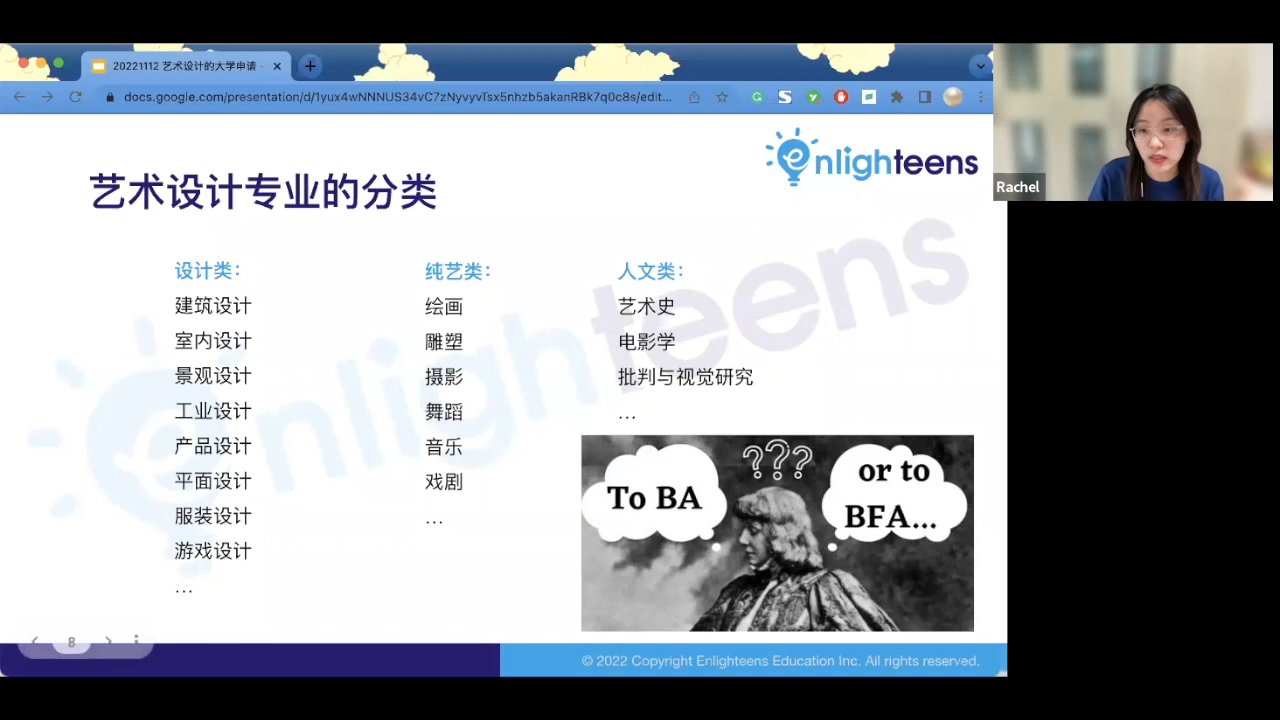 20221112 艺术设计的大学申请 -
docs.google.com/presentation/d/1yux4wNNNUS34vC7zNyvyvTsx5nhzb5akanRBk7q0c8s/edit...
enlighteens
Rachel
艺术设计专业的分类
设计类：
建筑设计
室内设计
景观设计
工业设计
产品设计
平面设计
服装设计
游戏设计
...
纯艺类：
绘画
雕塑
摄影
舞蹈
音乐
戏剧
...
人文类：
艺术史
电影学
批判与视觉研究
...
enlighteens
To BA
???
or to
BFA...
8
© 2022 Copyright Enlighteens Education Inc. All rights reserved.